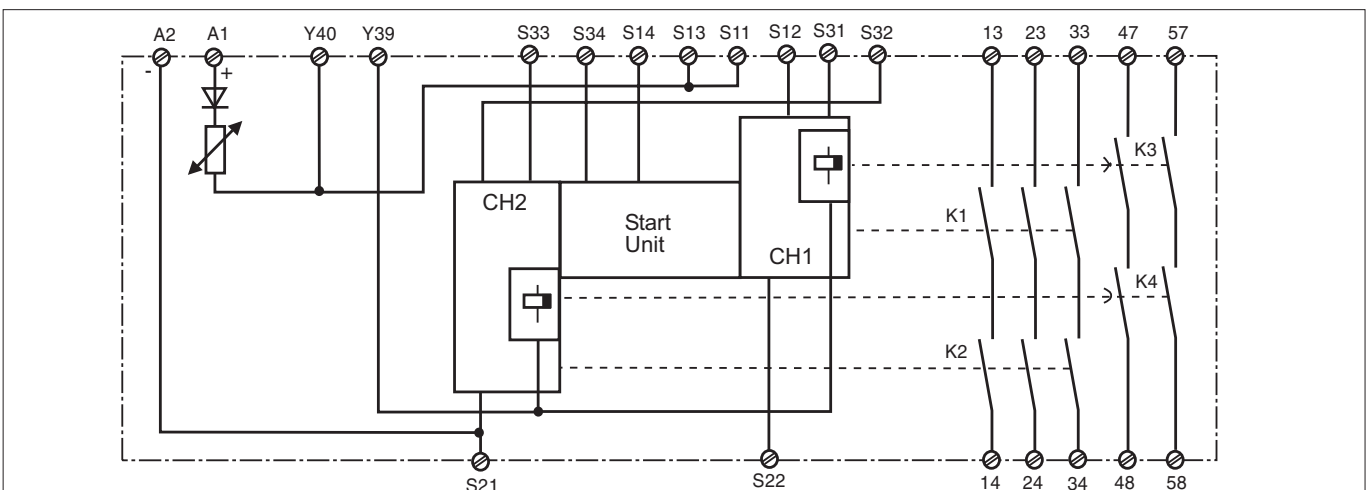 A2 A1 Y40 Y39 S33 S34 S14 S13 S11 S12 S31 S32 13 23 33 47 57
- +
K3
CH2
Start
Unit
K1
CH1
K4
K2
S21 S22 14 24 34 48 58